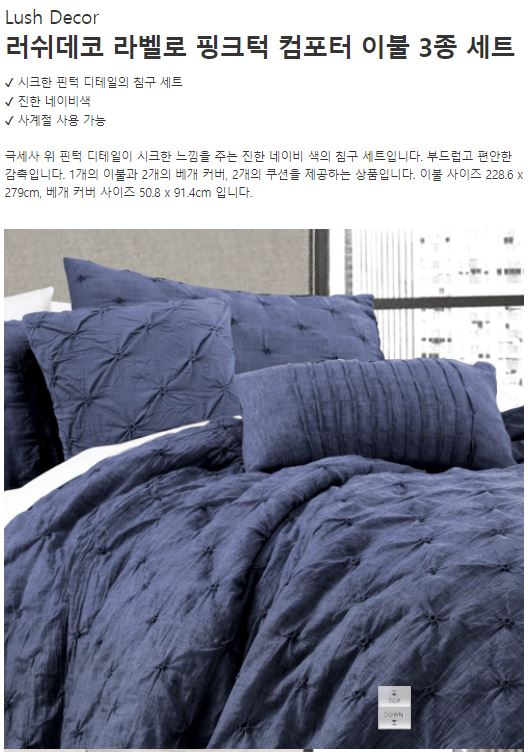 Lush Decor
러쉬데코 라벨로 핑크턱 컴포터 이불 3종 세트
✓ 시크한 핀턱 디테일의 침구 세트
✓ 진한 네이비색
✓ 사계절 사용 가능
극세사 위 핀턱 디테일이 시크한 느낌을 주는 진한 네이비 색의 침구 세트입니다. 부드럽고 편안한
감촉입니다. 1개의 이불과 2개의 베개 커버, 2개의 쿠션을 제공하는 상품입니다. 이불 사이즈 228.6 x
279cm, 베개 커버 사이즈 50.8 x 91.4cm 입니다.
TOP
DOWN